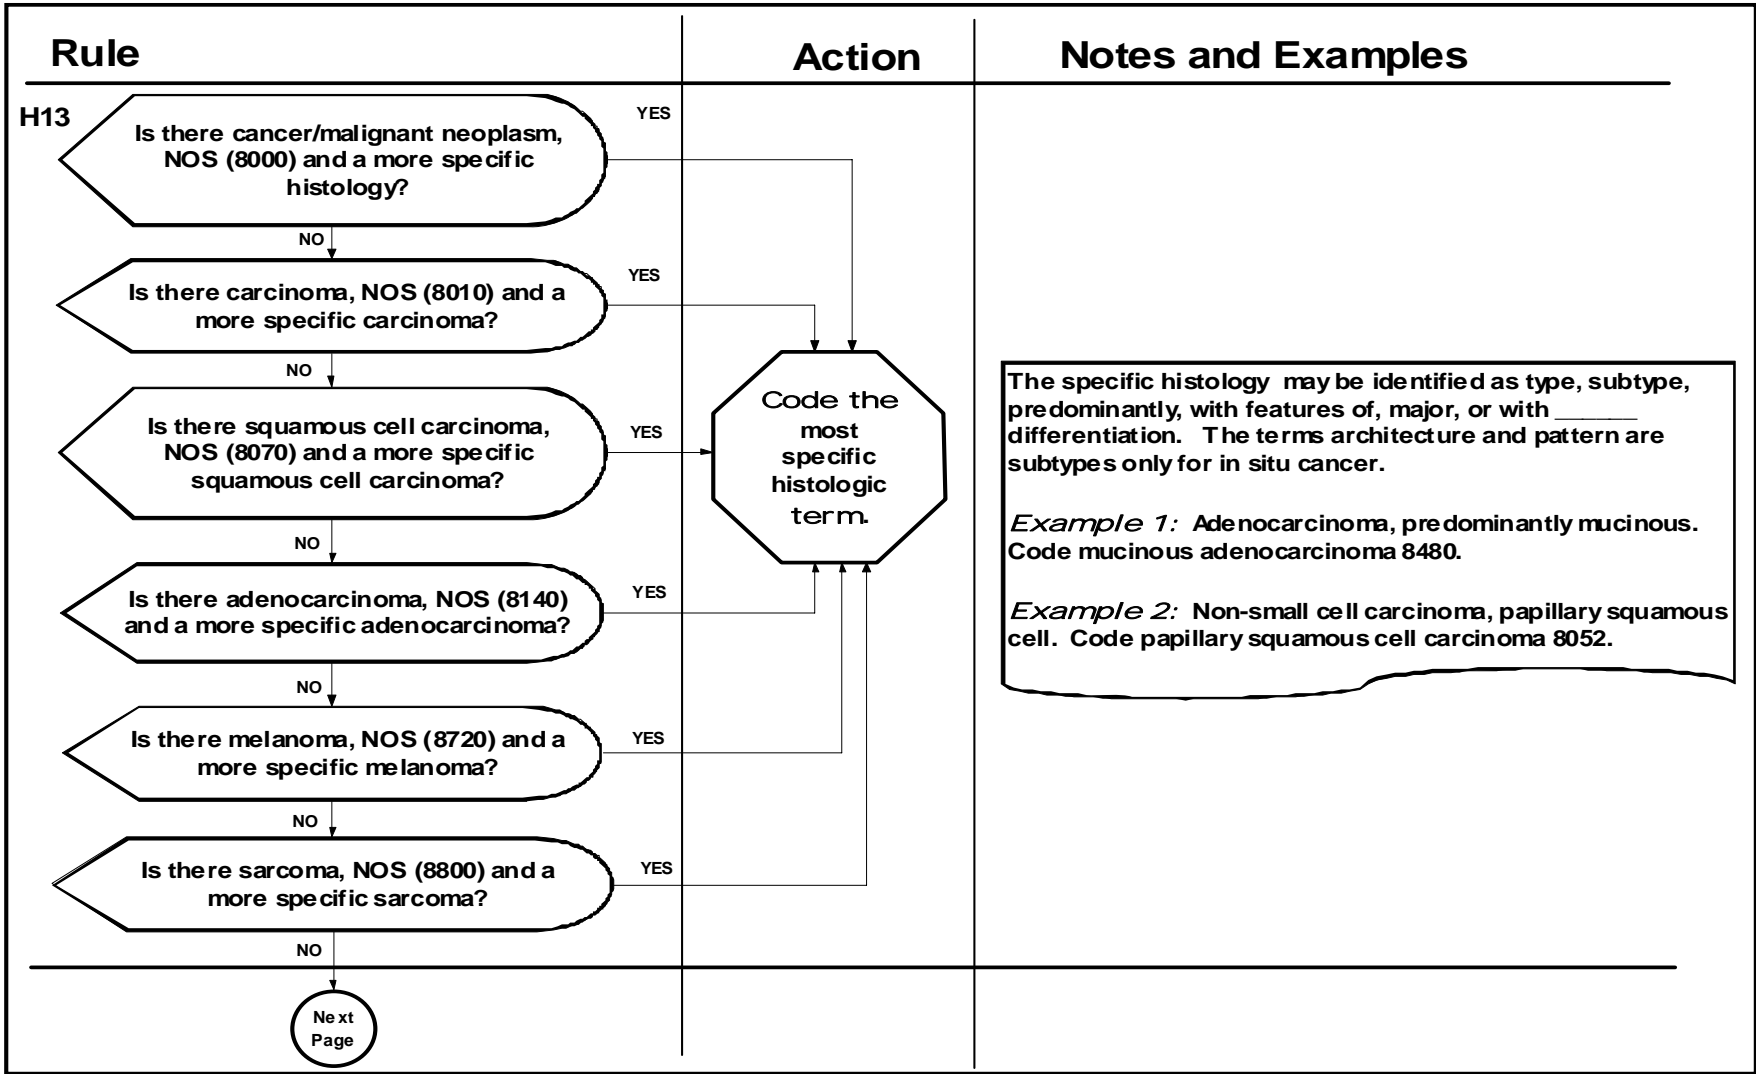 Rule
Action
Notes and Examples
H13
Is there cancer/malignant neoplasm,
NOS (8000) and a more specific
histology?
YES
NO
Is there carcinoma, NOS (8010) and a
more specific carcinoma?
YES
NO
Is there squamous cell carcinoma,
NOS (8070) and a more specific
squamous cell carcinoma?
YES
NO
Is there adenocarcinoma, NOS (8140)
and a more specific adenocarcinoma?
YES
NO
Is there melanoma, NOS (8720) and a
more specific melanoma?
YES
NO
Is there sarcoma, NOS (8800) and a
more specific sarcoma?
YES
NO
Next
Page
Code the
most
specific
histologic
term.
The specific histology may be identified as type, subtype,
predominantly, with features of, major, or with ______
differentiation. The terms architecture and pattern are
subtypes only for in situ cancer.
Example 1: Adenocarcinoma, predominantly mucinous.
Code mucinous adenocarcinoma 8480.
Example 2: Non-small cell carcinoma, papillary squamous
cell. Code papillary squamous cell carcinoma 8052.